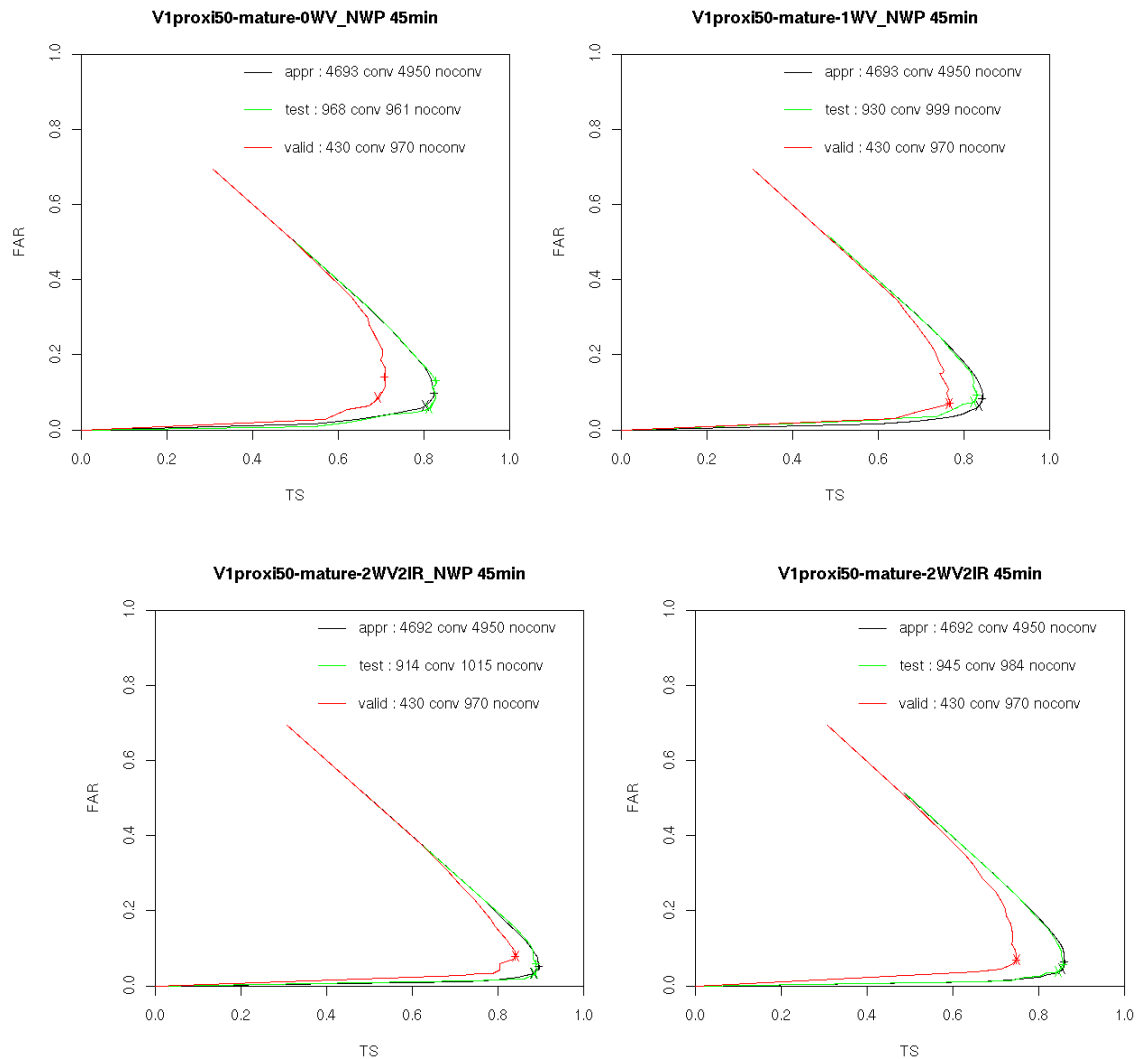 V1proxi50-mature-0WV_NWP 45min
appr : 4693 conv 4950 noconv
test : 968 conv 961 noconv
valid : 430 conv 970 noconv
FAR
0.0 0.2 0.4 0.6 0.8 1.0
0.0 0.2 0.4 0.6 0.8 1.0
TS
V1proxi50-mature-1WV_NWP 45min
appr : 4693 conv 4950 noconv
test : 930 conv 999 noconv
valid : 430 conv 970 noconv
FAR
0.0 0.2 0.4 0.6 0.8 1.0
0.0 0.2 0.4 0.6 0.8 1.0
TS
V1proxi50-mature-2WV2IR_NWP 45min
appr : 4692 conv 4950 noconv
test : 914 conv 1015 noconv
valid : 430 conv 970 noconv
FAR
0.0 0.2 0.4 0.6 0.8 1.0
0.0 0.2 0.4 0.6 0.8 1.0
TS
V1proxi50-mature-2WV2IR 45min
appr : 4692 conv 4950 noconv
test : 945 conv 984 noconv
valid : 430 conv 970 noconv
FAR
0.0 0.2 0.4 0.6 0.8 1.0
0.0 0.2 0.4 0.6 0.8 1.0
TS